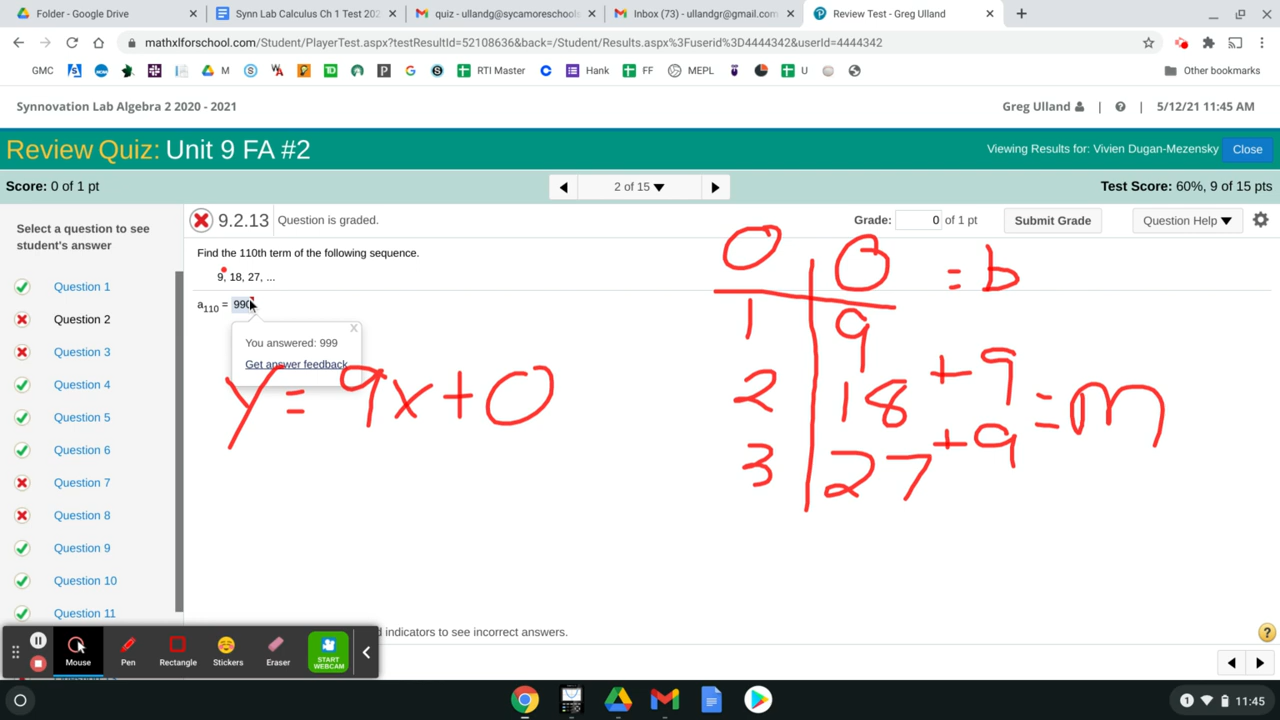 Folder - Google Drive
Synn Lab Calculus Ch 1 Test 202
quiz - ullandg@sycamoreschools
Inbox (73) - ullandgr@gmail.com
Review Test - Greg Ulland
mathxlforschool.com/Student/PlayerTest.aspx?testResultId=52108636&back=/Student/Results.aspx%3Fuserid%3D4444342&userId=4444342
GMC
M
RTI Master
Hank
FF
MEPL
U
Other bookmarks
Synnovation Lab Algebra 2 2020 - 2021
Greg Ulland
5/12/21 11:45 AM
Review Quiz: Unit 9 FA #2
Viewing Results for: Vivien Dugan-Mezensky
Close
Score: 0 of 1 pt
2 of 15
Test Score: 60%, 9 of 15 pts
Select a question to see
student's answer
9.2.13
Question is graded.
Grade: 0 of 1 pt
Submit Grade
Question Help
Question 1
Question 2
Question 3
Question 4
Question 5
Question 6
Question 7
Question 8
Question 9
Question 10
Question 11
Find the 110th term of the following sequence.
9, 18, 27, ...
a110 = 990
x
You answered: 999
Get answer feedback
y = 9x + 0
0 0 = b
1 9
2 18 +9
3 27 +9 = m
d indicators to see incorrect answers.
Mouse
Pen
Rectangle
Stickers
Eraser
START
WEBCAM
1
11:45